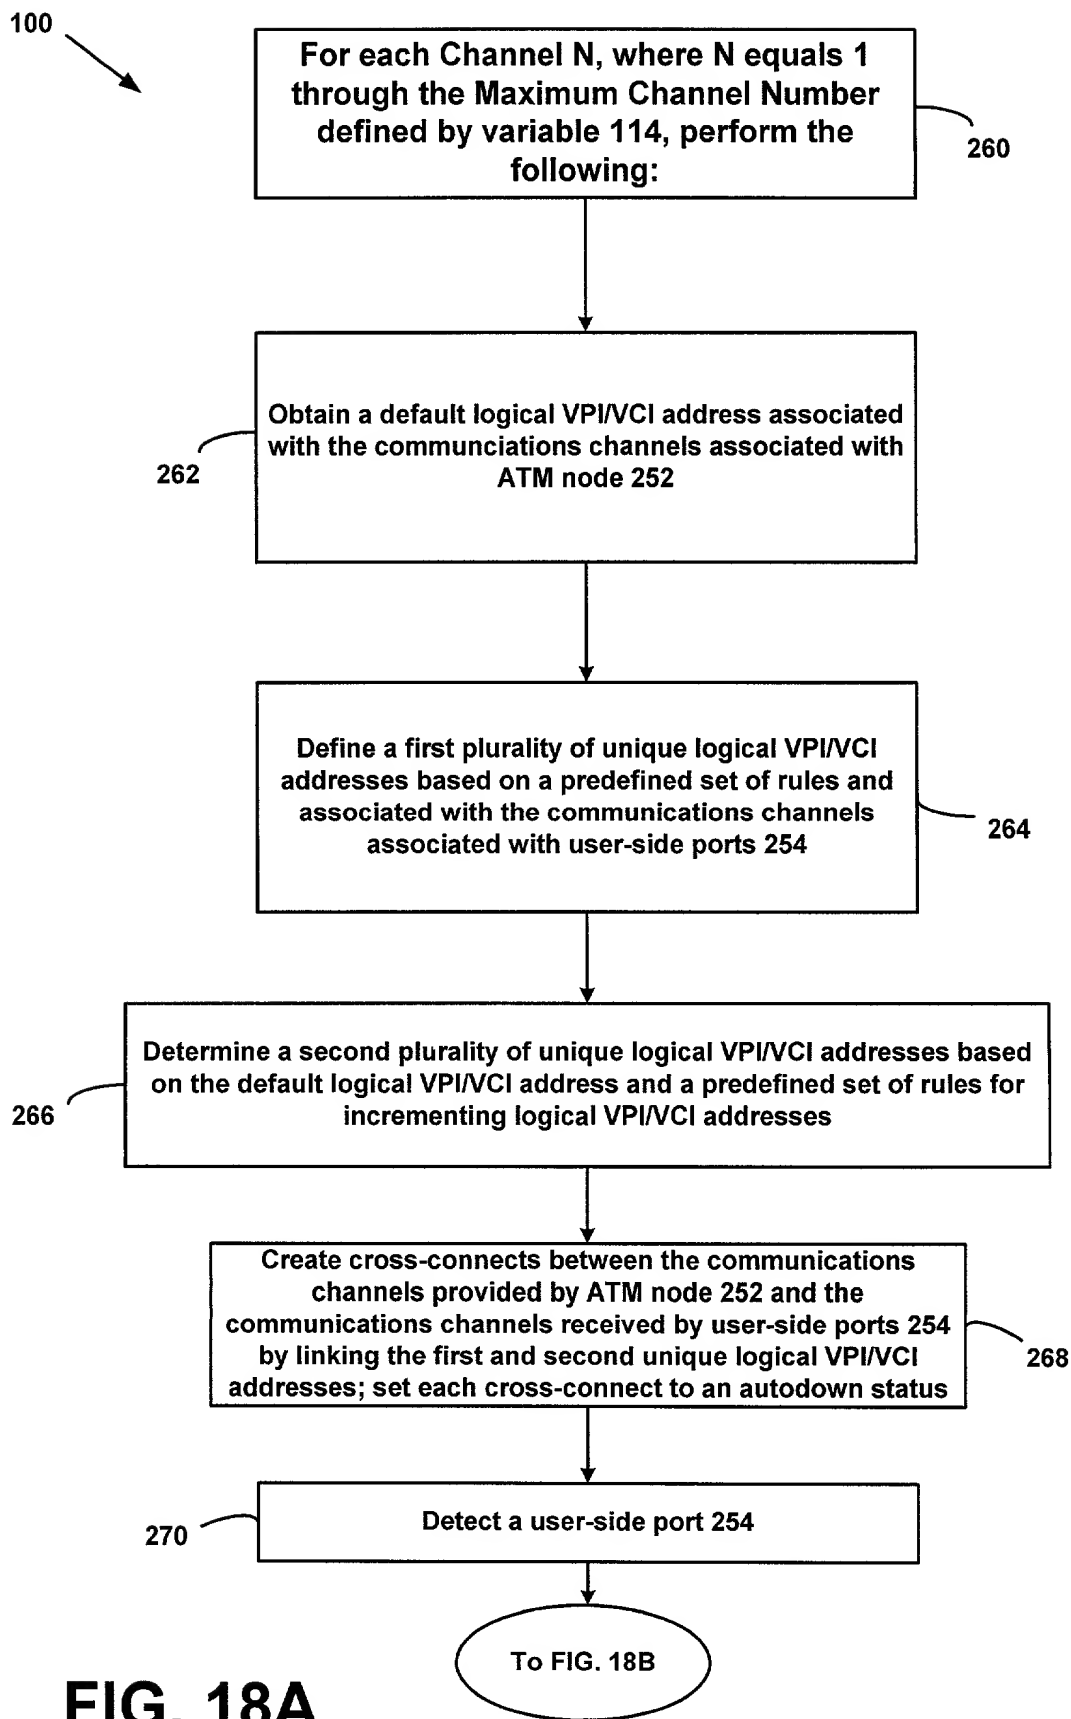 100
For each Channel N, where N equals 1
through the Maximum Channel Number
defined by variable 114, perform the
following:
260
Obtain a default logical VPI/VCI address associated
with the communciations channels associated with
ATM node 252
262
Define a first plurality of unique logical VPI/VCI
addresses based on a predefined set of rules and
associated with the communications channels
associated with user-side ports 254
264
Determine a second plurality of unique logical VPI/VCI addresses based
on the default logical VPI/VCI address and a predefined set of rules for
incrementing logical VPI/VCI addresses
266
Create cross-connects between the communications
channels provided by ATM node 252 and the
communications channels received by user-side ports 254
by linking the first and second unique logical VPI/VCI
addresses; set each cross-connect to an autodown status
268
Detect a user-side port 254
270
To FIG. 18B
FIG. 18A